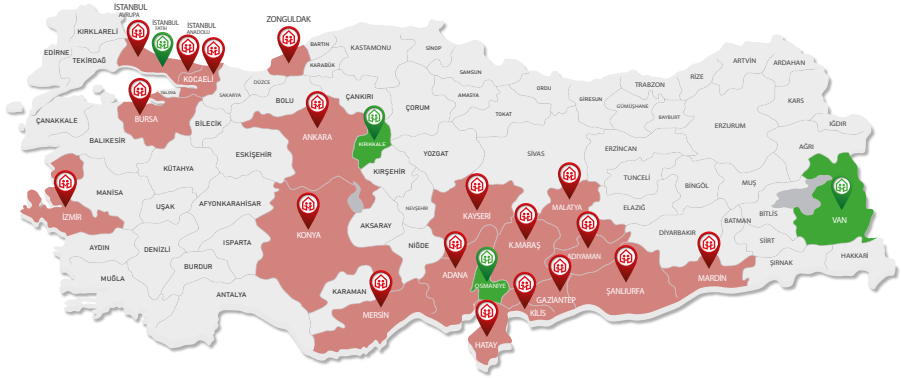 İSTANBUL
AVRUPA
İSTANBUL
FATİH
İSTANBUL
ANADOLU
ZONGULDAK
KIRKLARELİ
EDİRNE
TEKİRDAĞ
KOCAELİ
YALOVA
SAKARYA
DÜZCE
BARTIN
KARABÜK
KASTAMONU
SİNOP
SAMSUN
ORDU
GİRESUN
TRABZON
RİZE
ARTVİN
ARDAHAN
ÇANAKKALE
BURSA
BİLECİK
BOLU
ÇANKIRI
ÇORUM
AMASYA
TOKAT
GÜMÜŞHANE
BAYBURT
ERZURUM
KARS
IĞDIR
AĞRI
BALIKESİR
KÜTAHYA
ESKİŞEHİR
ANKARA
KIRIKKALE
KIRŞEHİR
YOZGAT
SİVAS
ERZİNCAN
TUNCELİ
BİNGÖL
MUŞ
BİTLİS
VAN
MANİSA
İZMİR
UŞAK
AFYONKARAHİSAR
KONYA
AKSARAY
NEVŞEHİR
KAYSERİ
MALATYA
ELAZIĞ
DİYARBAKIR
BATMAN
SİİRT
ŞIRNAK
HAKKARİ
AYDIN
DENİZLİ
ISPARTA
BURDUR
MUĞLA
ANTALYA
KARAMAN
MERSİN
NİĞDE
ADANA
OSMANİYE
K.MARAŞ
ADIYAMAN
GAZİANTEP
KİLİS
HATAY
ŞANLIURFA
MARDİN